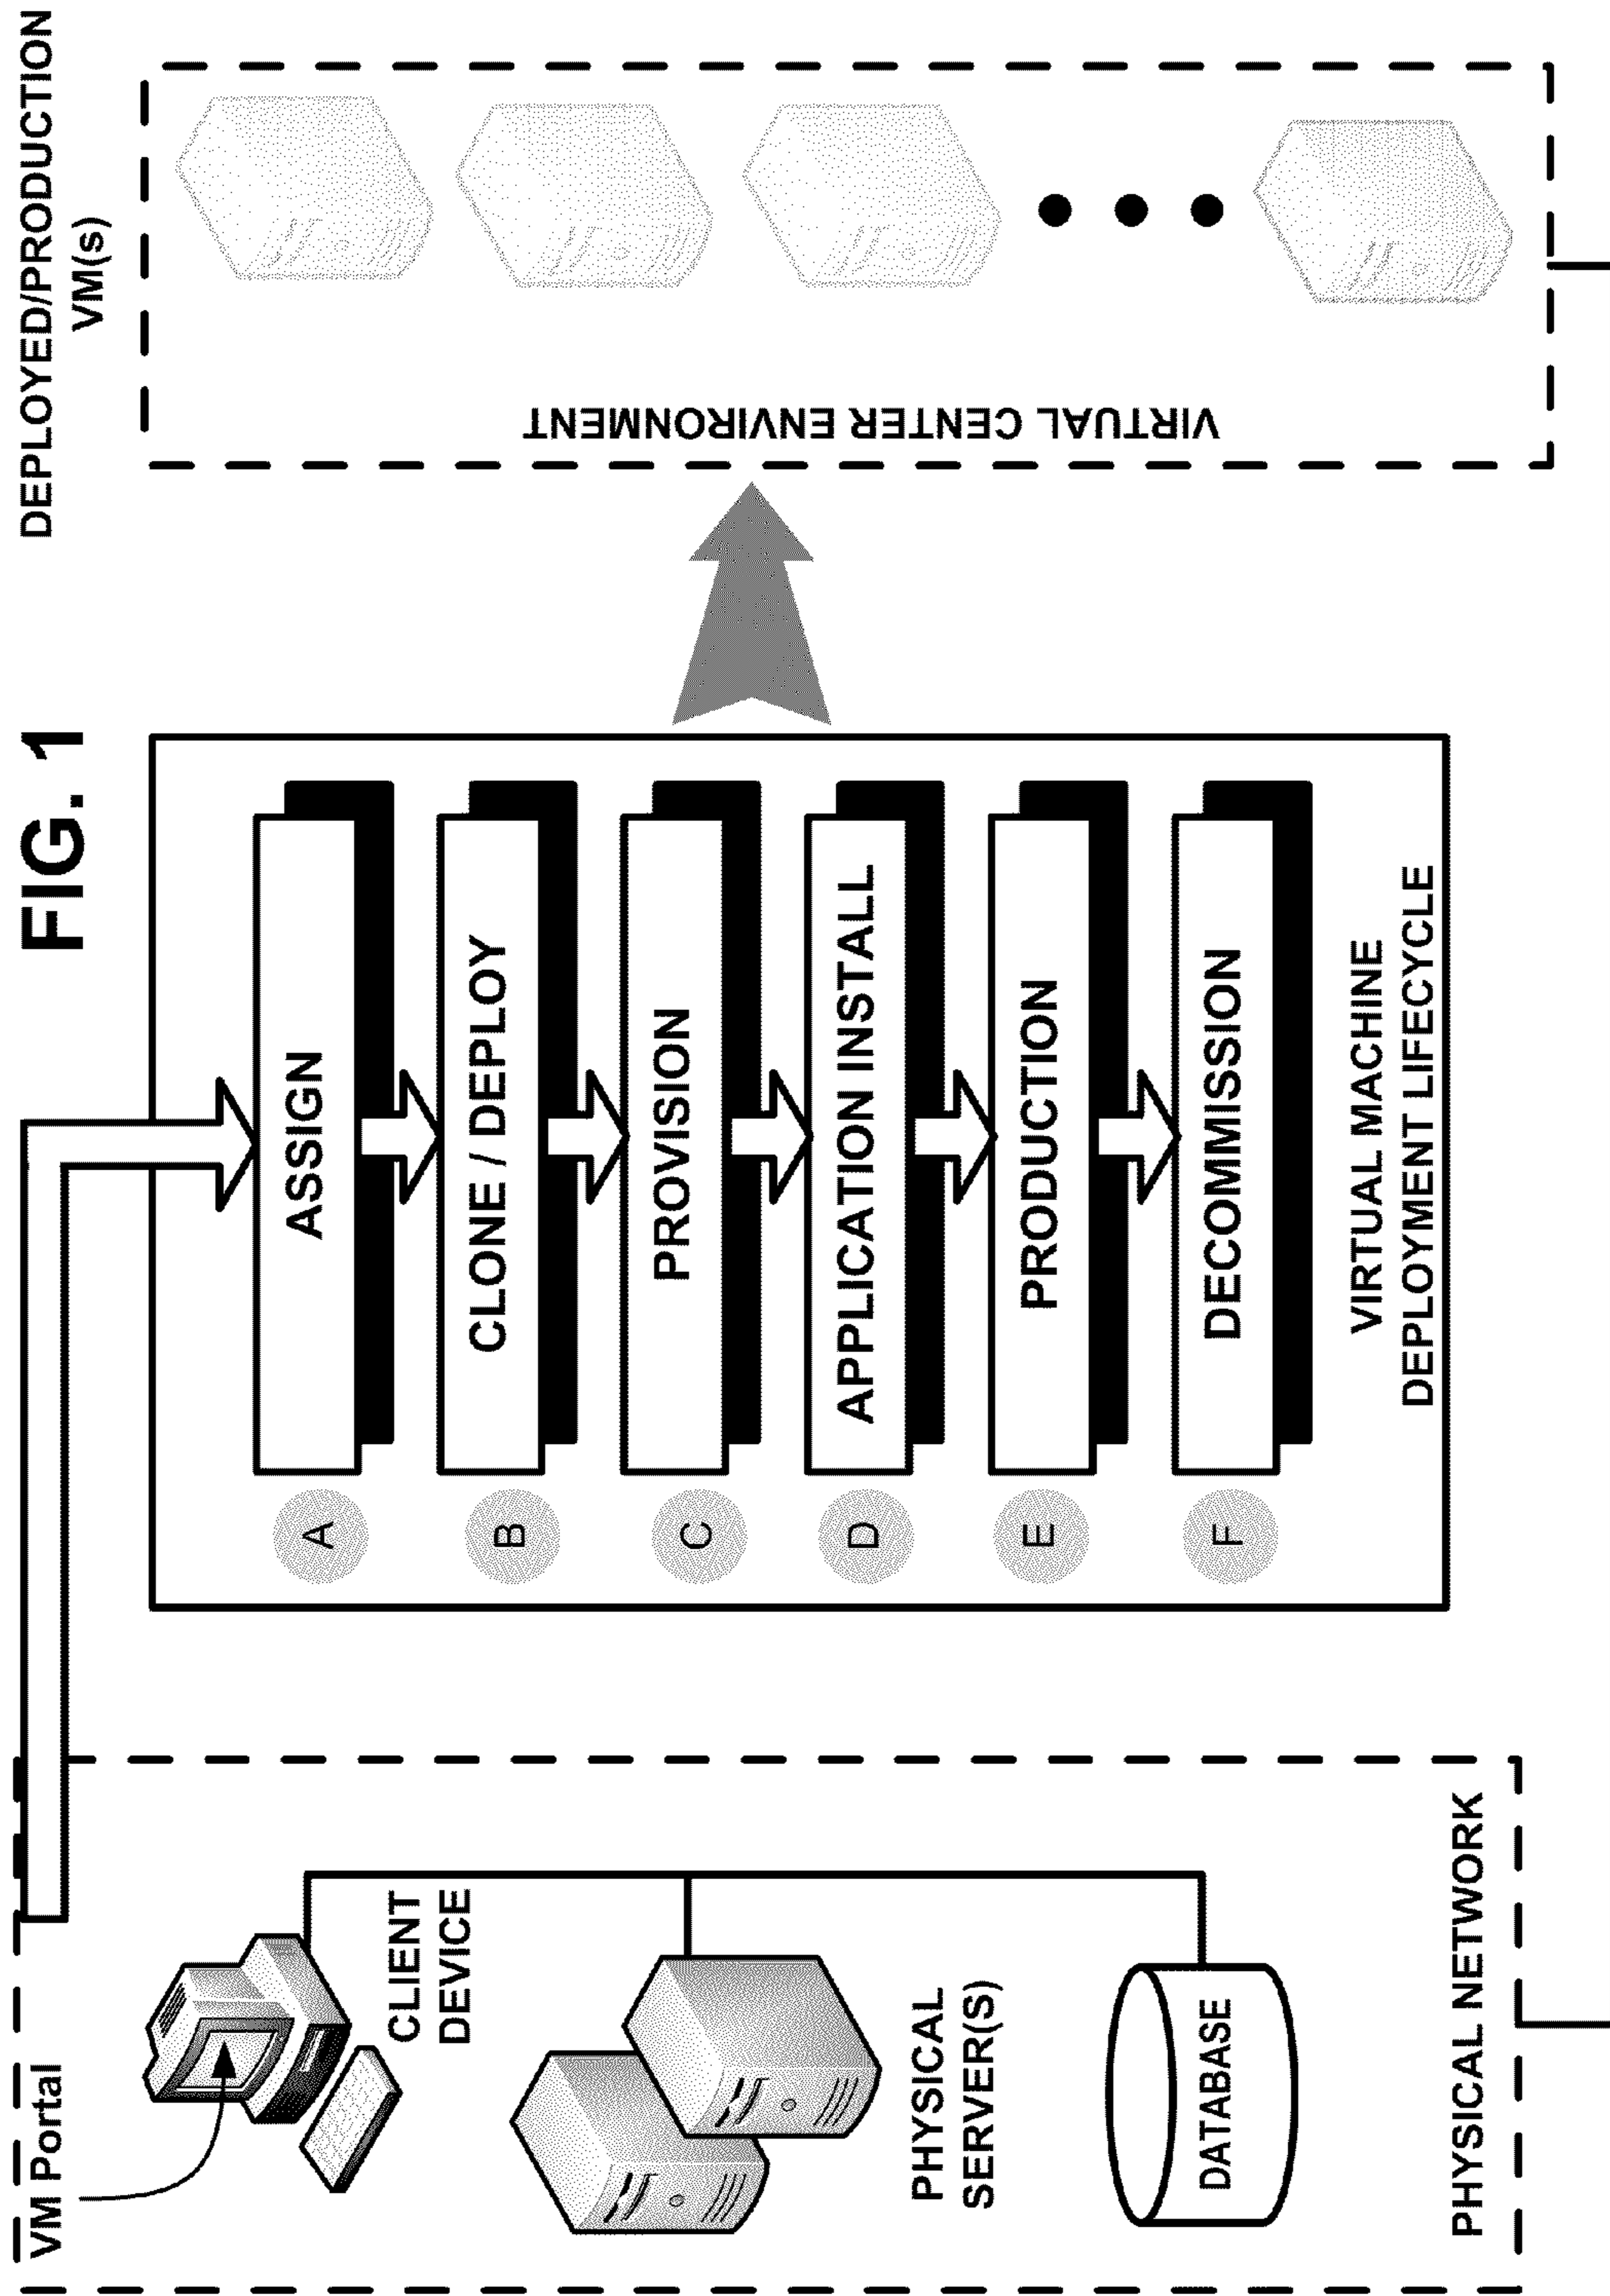 FIG. 1
VM Portal
CLIENT
DEVICE
PHYSICAL
SERVER(S)
DATABASE
PHYSICAL NETWORK
A
ASSIGN
B
CLONE / DEPLOY
C
PROVISION
D
APPLICATION INSTALL
E
PRODUCTION
F
DECOMMISSION
VIRTUAL MACHINE
DEPLOYMENT LIFECYCLE
DEPLOYED/PRODUCTION
VM(s)
VIRTUAL CENTER ENVIRONMENT